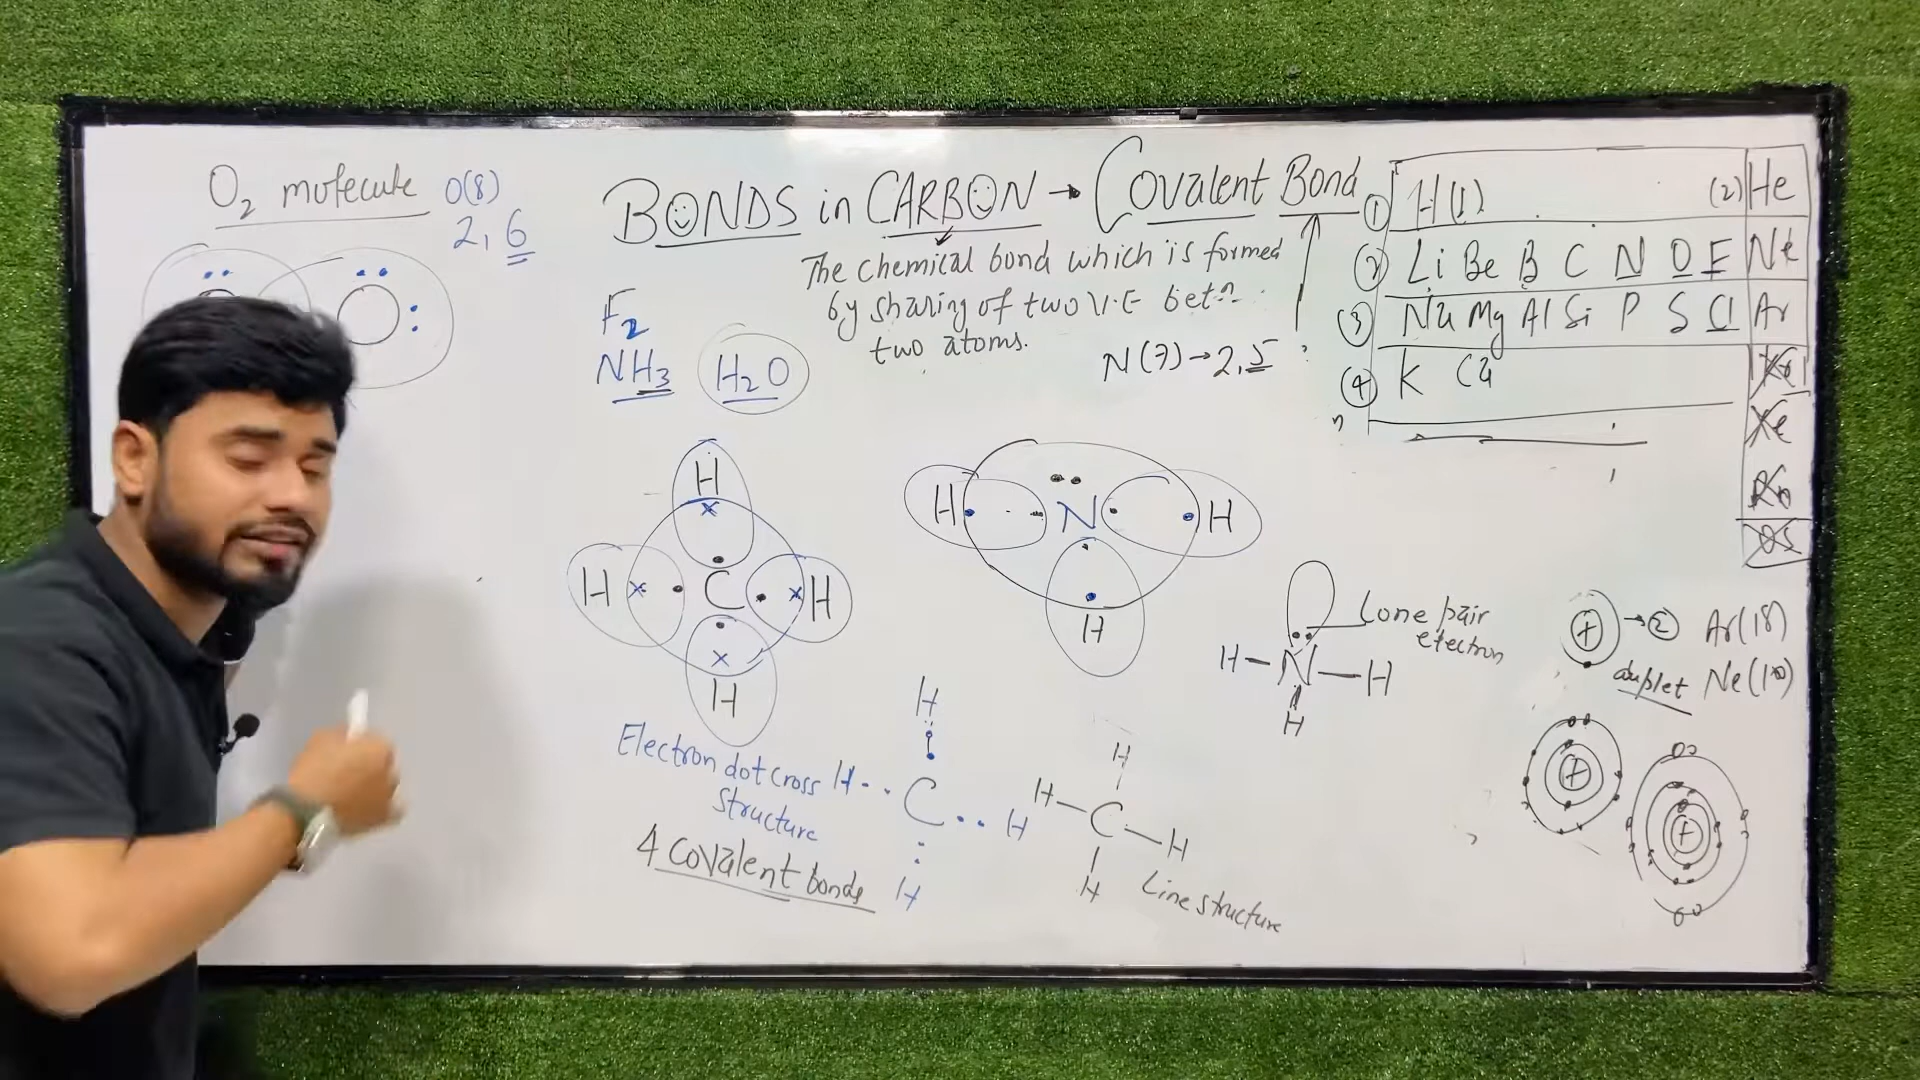 O2 molecule O(8)
2, 6
BONDS in CARBON → Covalent Bond
The chemical bond which is formed
by sharing of two V.E betn
two atoms.
N(7)→2,5
F2
NH3 H2O
① H(1) (2) He
② Li Be B C N O F Ne
(3) Na Mg Al Si P S Cl Ar
④ K Ca Kr
Xe
Rn
Os
H
H C H
H
Electron dot cross
structure
4 covalent bonds
H N H
H
H
H C H
H
H
H—C—H
H
Line structure
Lone pair
electron
H—N—H
H
+ → ② Ar(18)
duplet Ne(10)
+
+